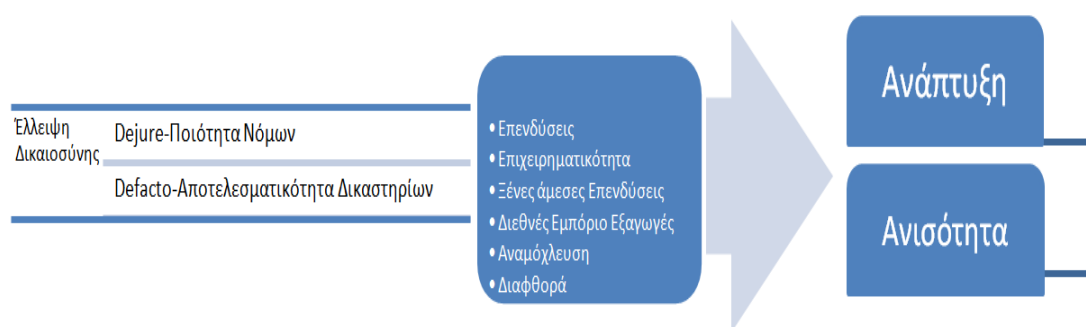 Έλλειψη
Δικαιοσύνης
Dejure-Ποιότητα Νόμων
Defacto-Αποτελεσματικότητα Δικαστηρίων
• Επενδύσεις
• Επιχειρηματικότητα
• Ξένες άμεσες Επενδύσεις
• Διεθνές Εμπόριο Εξαγωγές
• Αναμόχλευση
• Διαφθορά
Ανάπτυξη
Ανισότητα